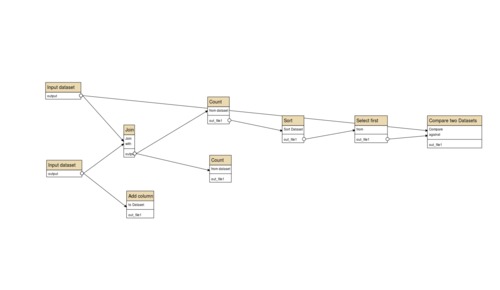 Input dataset
output
Input dataset
output
Join
Join
with
output
Add column
to Dataset
out_file1
Count
from dataset
out_file1
Count
from dataset
out_file1
Sort
Sort Dataset
out_file1
Select first
from
out_file1
Compare two Datasets
Compare
against
out_file1